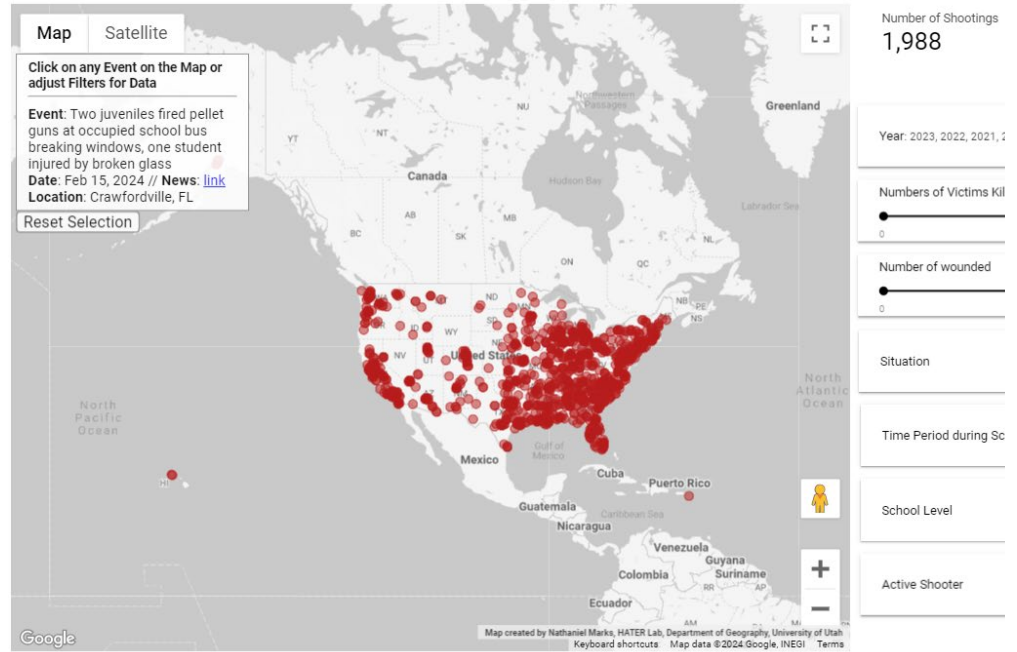 Map Satellite
Click on any Event on the Map or
adjust Filters for Data
Event: Two juveniles fired pellet
guns at occupied school bus
breaking windows, one student
injured by broken glass
Date: Feb 15, 2024 // News: link
Location: Crawfordville, FL
Reset Selection
Number of Shootings
1,988
Year: 2023, 2022, 2021, 2
Numbers of Victims Kil
0
Number of wounded
0
Situation
Time Period during Sc
School Level
Active Shooter
Greenland
Northwestern
Passages
NU
YT
NT
Canada
Hudson Bay
Labrador Sea
AB
MB
BC
SK
NL
ON
QC
NB
PE
NS
ND
WY
NV
United States
North
Pacific
Ocean
North
Atlantic
Ocean
Gulf of
Mexico
Mexico
Cuba
Puerto Rico
HI
Guatemala
Caribbean Sea
Nicaragua
Venezuela
Guyana
Colombia
Suriname
RR
AP
Ecuador
AM
Google
Map created by Nathaniel Marks, HATER Lab, Department of Geography, University of Utah
Keyboard shortcuts Map data ©2024 Google, INEGI Terms